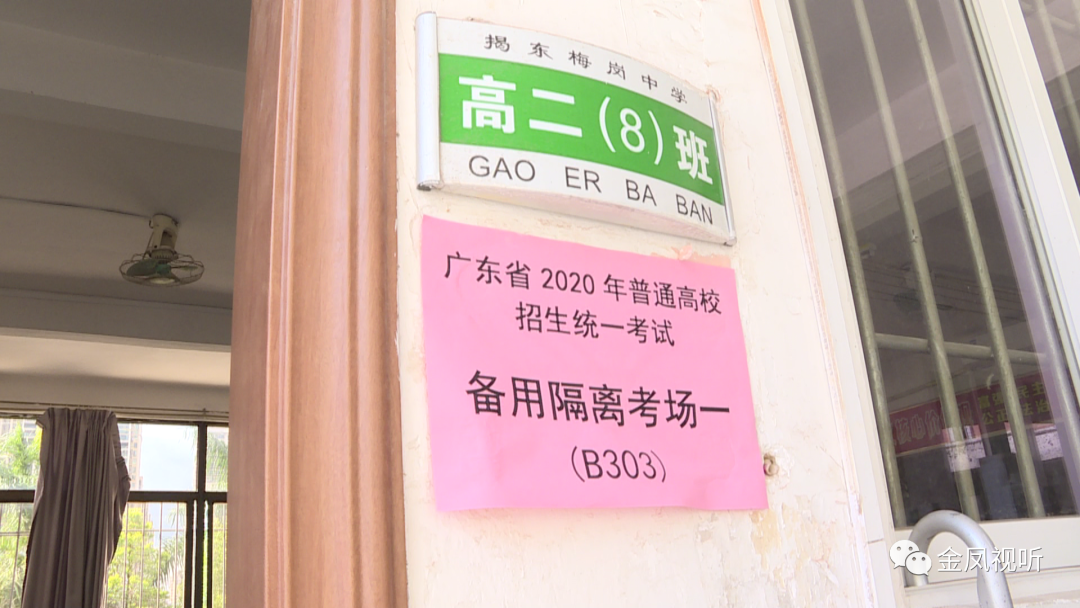 揭东梅岗中学
高二(8)班
GAO ER BA BAN
广东省2020年普通高校
招生统一考试
备用隔离考场一
(B303)
金凤视听